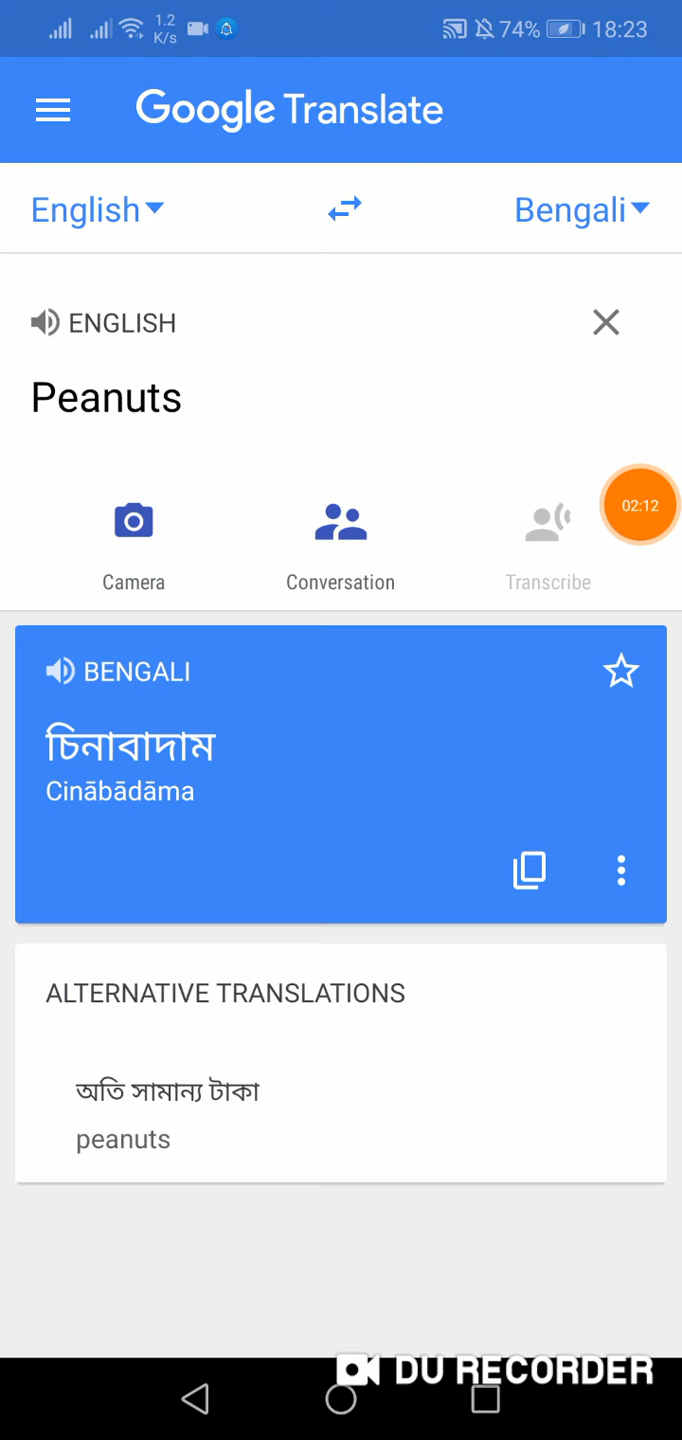 1.2
K/s
74%
18:23
Google Translate
English
Bengali
ENGLISH
Peanuts
02:12
Camera
Conversation
Transcribe
BENGALI
চিনাবাদাম
Cinābādāma
ALTERNATIVE TRANSLATIONS
অতি সামান্য টাকা
peanuts
DU RECORDER